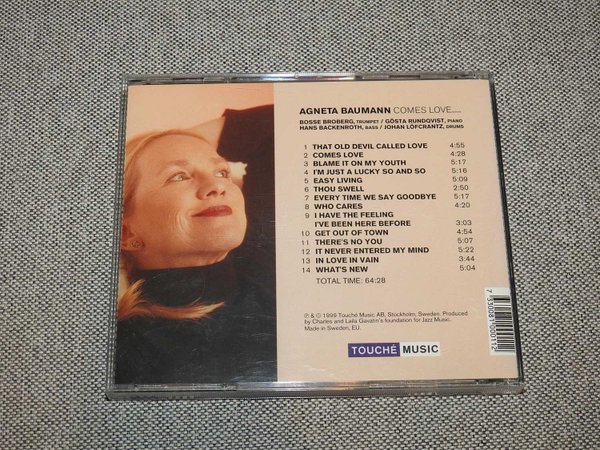 AGNETA BAUMANN COMES LOVE......
BOSSE BROBERG, TRUMPET / GÖSTA RUNDQVIST, PIANO
HANS BACKENROTH, BASS / JOHAN LÖFCRANTZ, DRUMS
1 THAT OLD DEVIL CALLED LOVE 4:55
2 COMES LOVE 4:28
3 BLAME IT ON MY YOUTH 5:17
4 I'M JUST A LUCKY SO AND SO 5:16
5 EASY LIVING 5:09
6 THOU SWELL 2:50
7 EVERY TIME WE SAY GOODBYE 5:17
8 WHO CARES 4:20
9 I HAVE THE FEELING
I'VE BEEN HERE BEFORE 3:03
10 GET OUT OF TOWN 4:54
11 THERE'S NO YOU 5:07
12 IT NEVER ENTERED MY MIND 5:22
13 IN LOVE IN VAIN 3:44
14 WHAT'S NEW 5:04
TOTAL TIME: 64:28
℗ & © 1999 Touché Music AB, Stockholm, Sweden. Produced
by Charles and Laila Gavatin's foundation for Jazz Music.
Made in Sweden, EU.
TOUCHÉ MUSIC